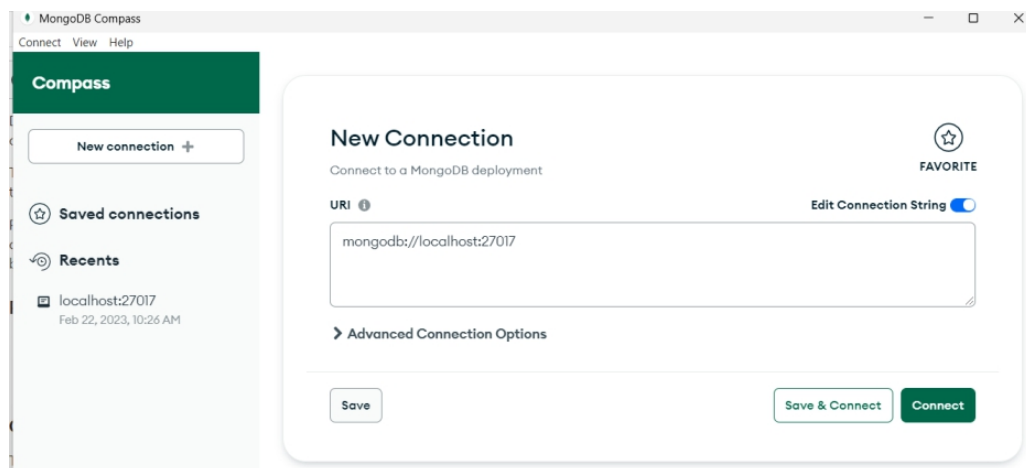 MongoDB Compass
Connect View Help
Compass
New connection +
Saved connections
Recents
localhost:27017
Feb 22, 2023, 10:26 AM
New Connection
Connect to a MongoDB deployment
FAVORITE
URI
Edit Connection String
mongodb://localhost:27017
Advanced Connection Options
Save
Save & Connect
Connect